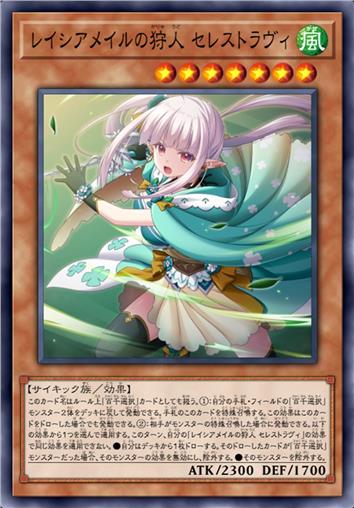 レイシアメイルの狩人 セレストラヴィ
風
【サイキック族／効果】
このカード名はルール上「百千選択」カードとしても扱う。①:自分の手札・フィールドの「百千選択」
モンスター2体をデッキに戻して発動できる。手札のこのカードを特殊召喚する。この効果はこのカー
ドをドローした場合でも発動できる。②:相手がモンスターの特殊召喚した場合に発動できる。以下
の効果から1つを選んで適用する。このターン、自分の「レイシアメイルの狩人 セレストラヴィ」の効果
で同じ効果を適用できない。●自分はデッキから1枚ドローする。そのドローしたカードが「百千選択」
モンスターだった場合、そのモンスターの効果を無効にし、除外する。●そのモンスターを除外する。
ATK/2300 DEF/1700